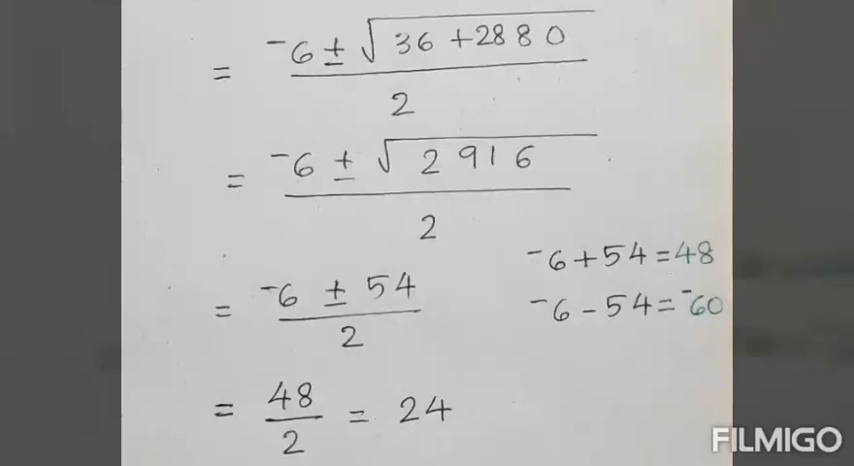 = ⁻6 ± √36 + 2880 / 2
= ⁻6 ± √2916 / 2
= ⁻6 ± 54 / 2
⁻6 + 54 = 48
⁻6 - 54 = ⁻60
= 48 / 2 = 24
FILMIGO